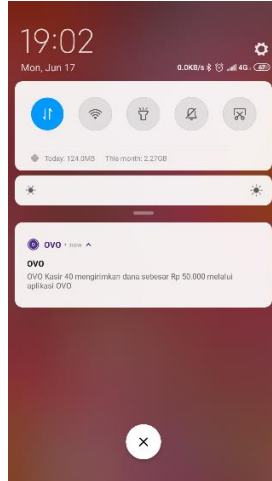 19:02
Mon, Jun 17
0.0KB/s 4G 67
Today: 124.0MB This month: 2.27GB
OVO • now
OVO
OVO Kasir 40 mengirimkan dana sebesar Rp 50.000 melalui
aplikasi OVO